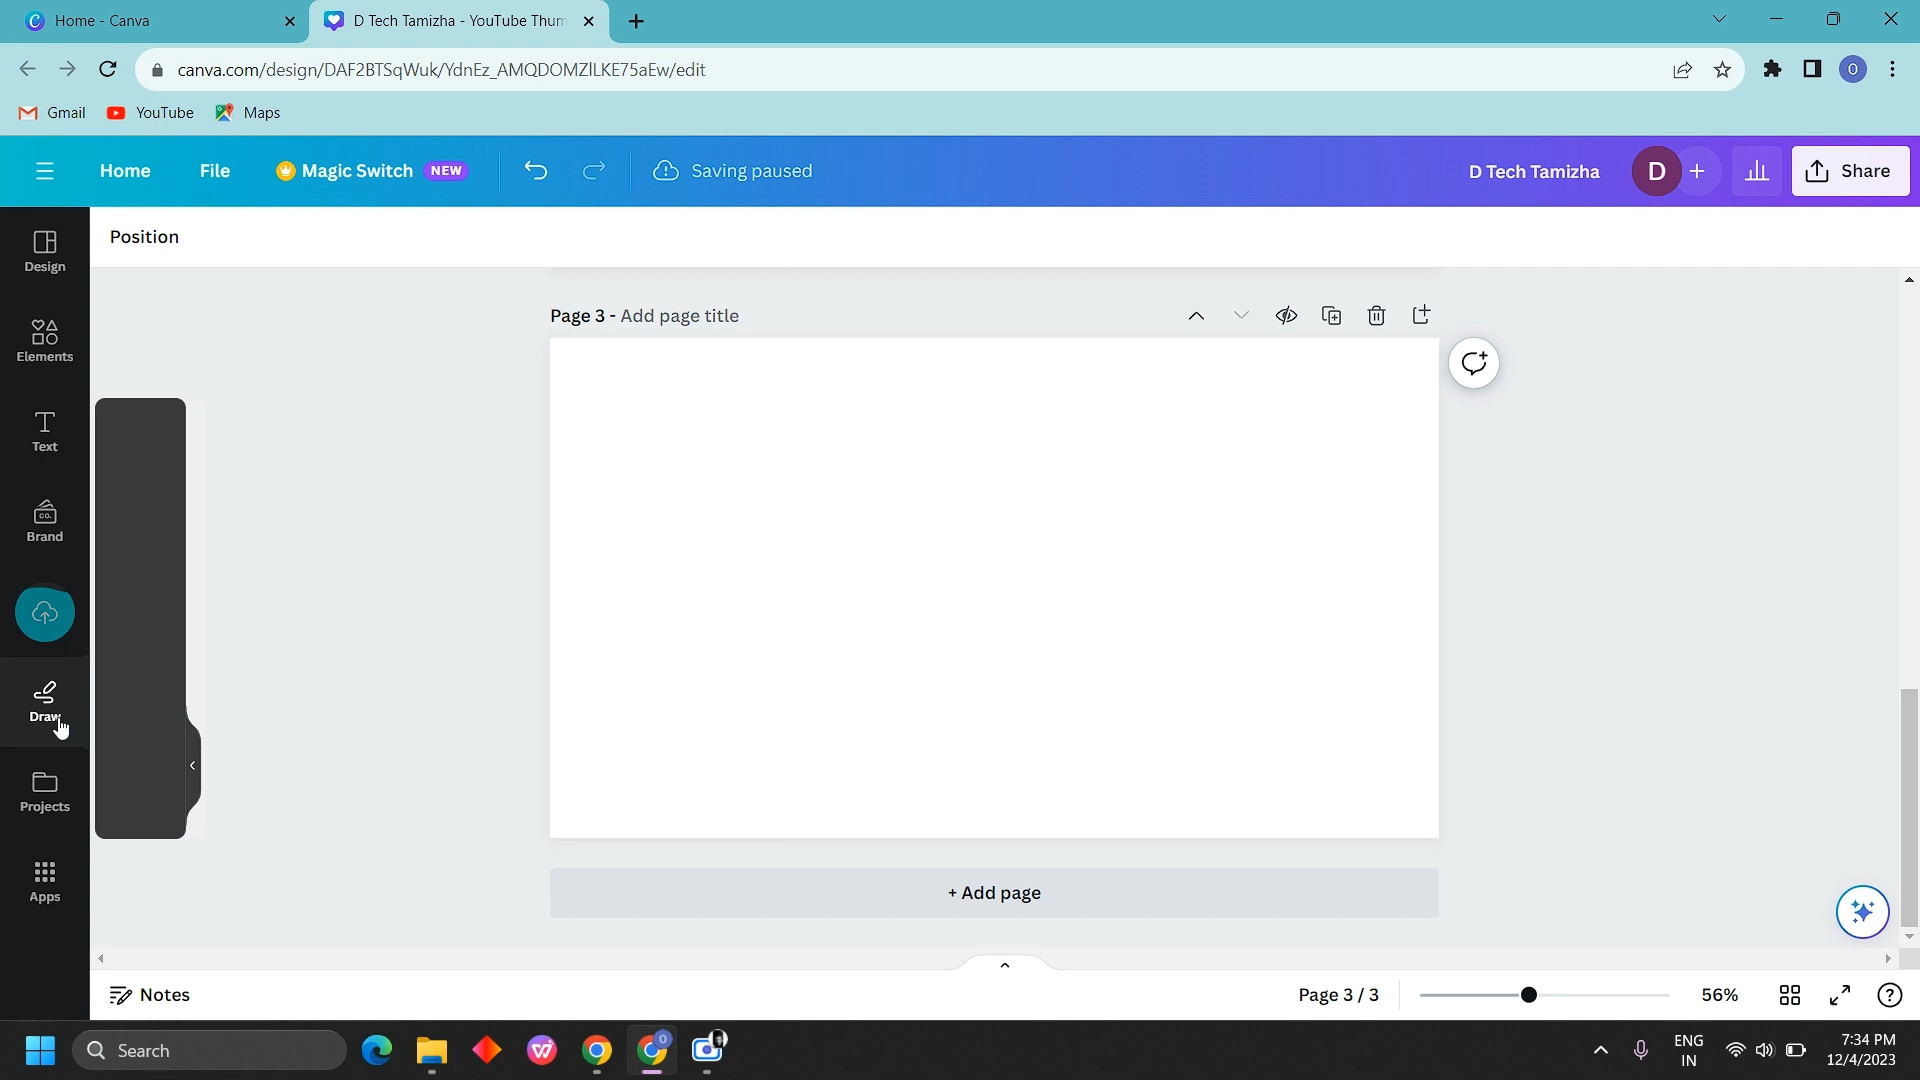 Home - Canva
D Tech Tamizha - YouTube Thum
canva.com/design/DAF2BTSqWuk/YdnEz_AMQDOMZlLKE75aEw/edit
Gmail
YouTube
Maps
Home
File
Magic Switch NEW
Saving paused
D Tech Tamizha
D
Share
Position
Design
Elements
Text
CO.
Brand
Draw
Projects
Apps
Page 3 - Add page title
+ Add page
Notes
Page 3 / 3
56%
Search
ENG
IN
7:34 PM
12/4/2023